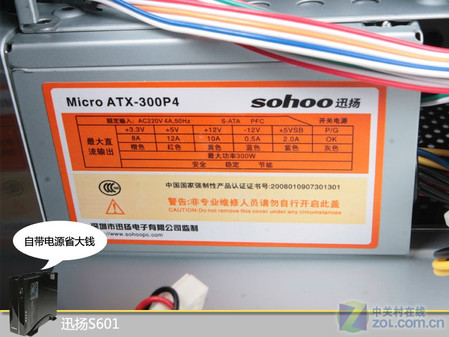 Micro ATX-300P4
sohoo 迅扬
额定输入: AC220V 4A,50Hz S-ATA PFC 开关电源
最大直流输出 +3.3V +5V +12V -12V +5VSB P/G
8A 12A 10A 0.5A 2.0A OK
橙色 红色 黄色 蓝色 紫色 灰色
最大功率300W
安全 稳定 节能
中国国家强制性产品认证证书号:2008010907301301
警告:非专业维修人员请勿自行开启此盖
CAUTION:Do not remove this cover under any circumstances
深圳市迅扬电子有限公司监制
www.sohoopc.com
自带电源省大钱
迅扬S601
Z 中关村在线
zol.com.cn